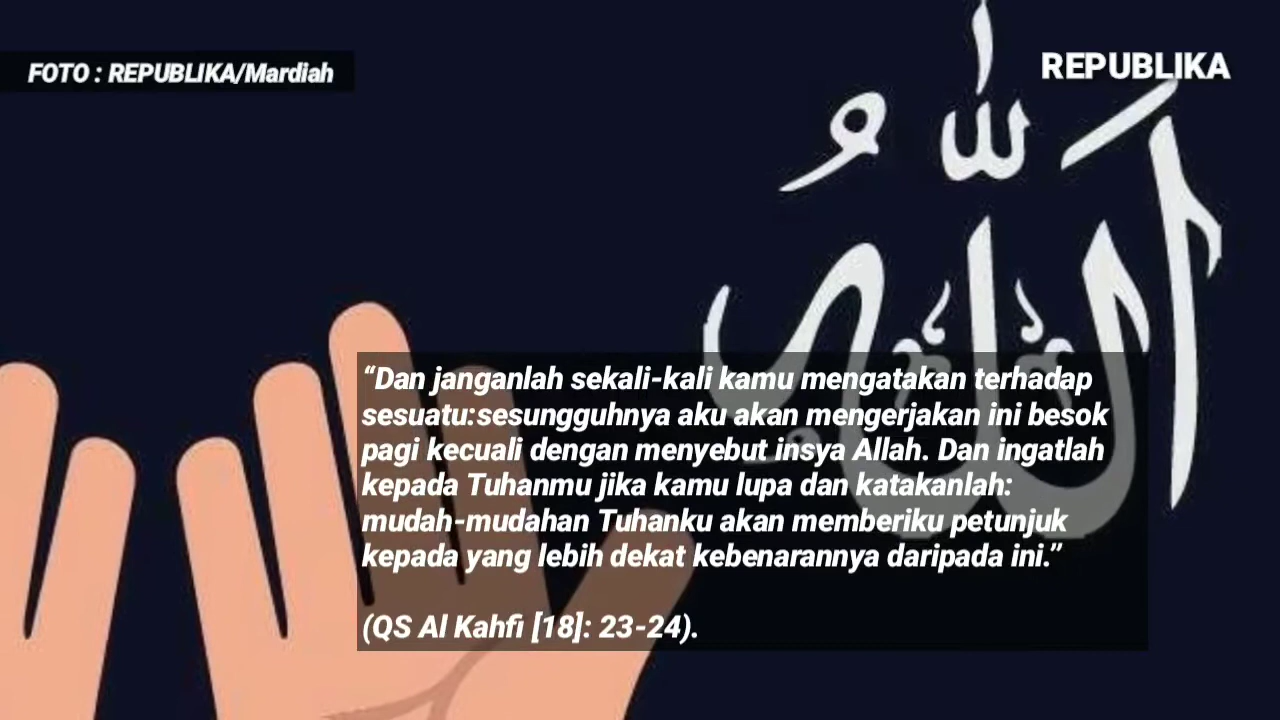 FOTO : REPUBLIKA/Mardiah
REPUBLIKA
الله
“Dan janganlah sekali-kali kamu mengatakan terhadap
sesuatu:sesungguhnya aku akan mengerjakan ini besok
pagi kecuali dengan menyebut insya Allah. Dan ingatlah
kepada Tuhanmu jika kamu lupa dan katakanlah:
mudah-mudahan Tuhanku akan memberiku petunjuk
kepada yang lebih dekat kebenarannya daripada ini.”
(QS Al Kahfi [18]: 23-24).